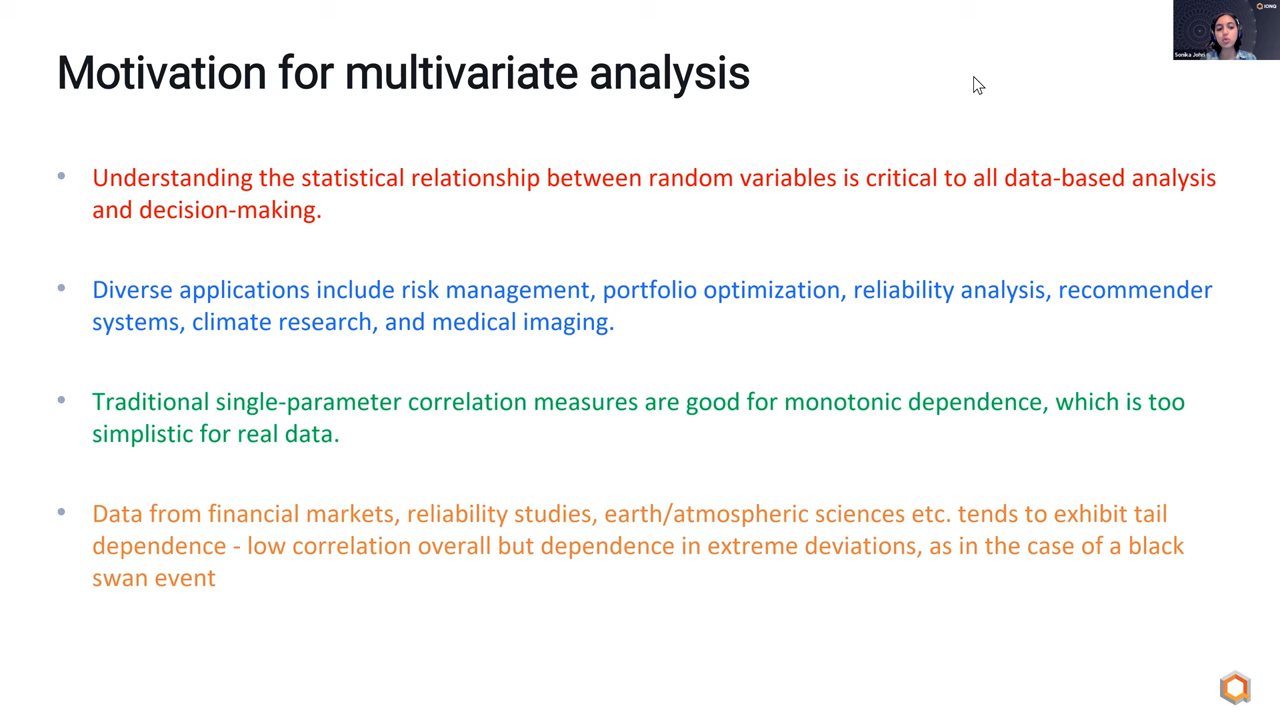 Motivation for multivariate analysis
IONQ
Sonika Johri
• Understanding the statistical relationship between random variables is critical to all data-based analysis
and decision-making.
• Diverse applications include risk management, portfolio optimization, reliability analysis, recommender
systems, climate research, and medical imaging.
• Traditional single-parameter correlation measures are good for monotonic dependence, which is too
simplistic for real data.
• Data from financial markets, reliability studies, earth/atmospheric sciences etc. tends to exhibit tail
dependence - low correlation overall but dependence in extreme deviations, as in the case of a black
swan event